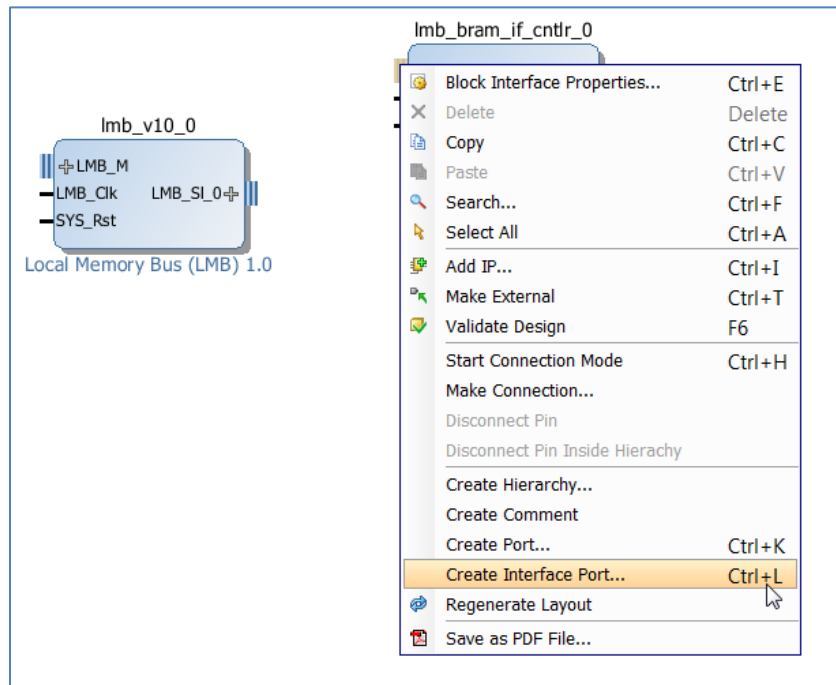 lmb_bram_if_cntlr_0
lmb_v10_0
LMB_M
LMB_Clk LMB_Sl_0
SYS_Rst
Local Memory Bus (LMB) 1.0
Block Interface Properties... Ctrl+E
Delete Delete
Copy Ctrl+C
Paste Ctrl+V
Search... Ctrl+F
Select All Ctrl+A
Add IP... Ctrl+I
Make External Ctrl+T
Validate Design F6
Start Connection Mode Ctrl+H
Make Connection...
Disconnect Pin
Disconnect Pin Inside Hierachy
Create Hierarchy...
Create Comment
Create Port... Ctrl+K
Create Interface Port... Ctrl+L
Regenerate Layout
Save as PDF File...